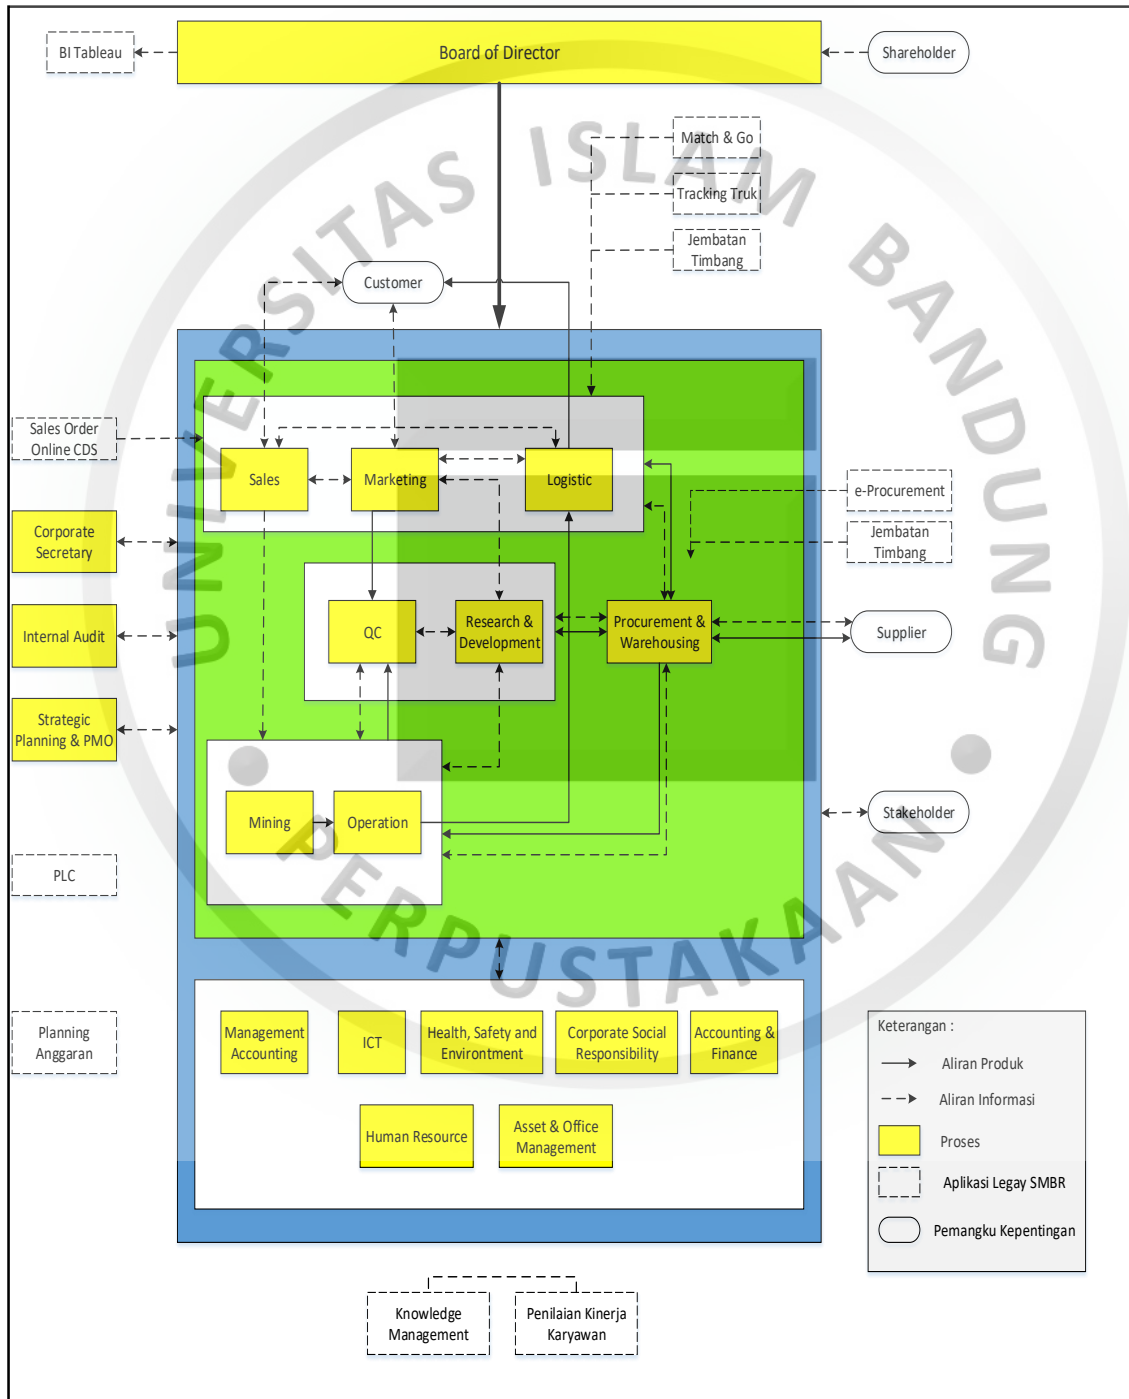 BI Tableau
Board of Director
Shareholder
Match & Go
Tracking Truk
Jembatan
Timbang
Customer
Sales Order
Online CDS
Sales
Marketing
Logistic
e-Procurement
Jembatan
Timbang
Corporate
Secretary
Internal Audit
QC
Research &
Development
Procurement &
Warehousing
Supplier
Strategic
Planning & PMO
Mining
Operation
Stakeholder
PLC
Planning
Anggaran
Management
Accounting
ICT
Health, Safety and
Environtment
Corporate Social
Responsibility
Accounting &
Finance
Human Resource
Asset & Office
Management
Keterangan :
Aliran Produk
Aliran Informasi
Proses
Aplikasi Legay SMBR
Pemangku Kepentingan
Knowledge
Management
Penilaian Kinerja
Karyawan
UNIVERSITAS ISLAM BANDUNG
PERPUSTAKAAN